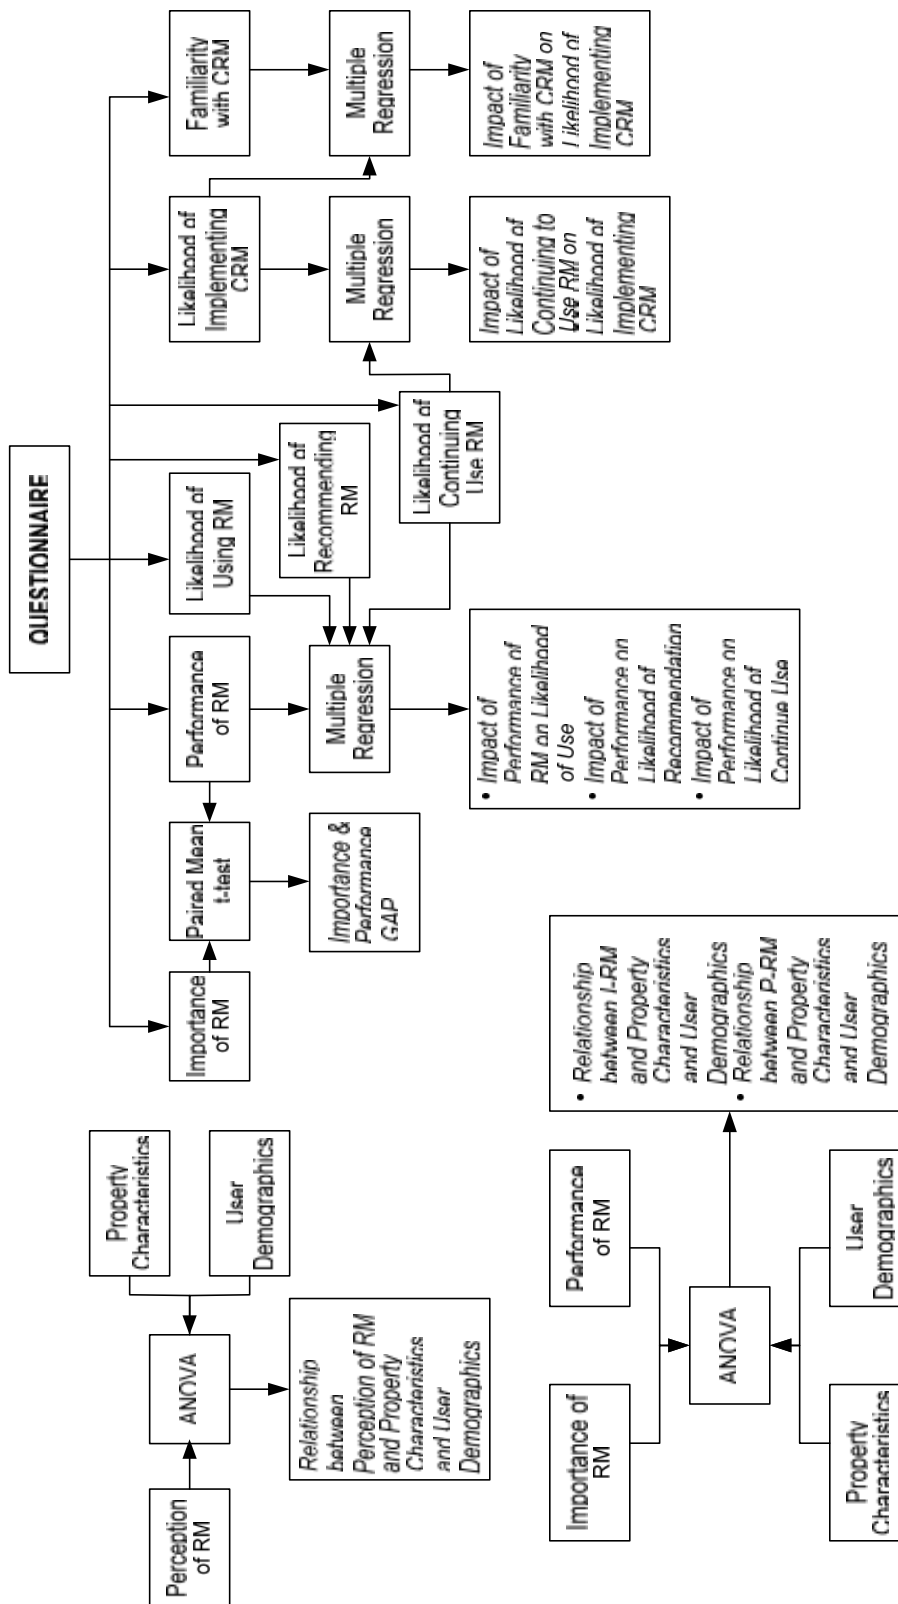 QUESTIONNAIRE
Importance
of RM
Paired Mean
t-test
Performance
of RM
Likelihood of
Using RM
Likelihood of
Implementing
CRM
Familiarity
with CRM
Likelihood of
Recommending
RM
Likelihood of
Continuing
Use RM
Importance &
Performance
GAP
Multiple
Regression
Multiple
Regression
Multiple
Regression
• Impact of
Performance of
RM on Likelihood
of Use
• Impact of
Performance on
Likelihood of
Recommendation
• Impact of
Performance on
Likelihood of
Continue Use
Impact of
Likelihood of
Continuing to
Use RM on
Likelihood of
Implementing
CRM
Impact of
Familiarity
with CRM on
Likelihood of
Implementing
CRM
Perception
of RM
ANOVA
Property
Characteristics
User
Demographics
Relationship
between
Perception of RM
and Property
Characteristics
and User
Demographics
Importance of
RM
Performance
of RM
ANOVA
Property
Characteristics
User
Demographics
• Relationship
between I-RM
and Property
Characteristics
and User
Demographics
• Relationship
between P-RM
and Property
Characteristics
and User
Demographics